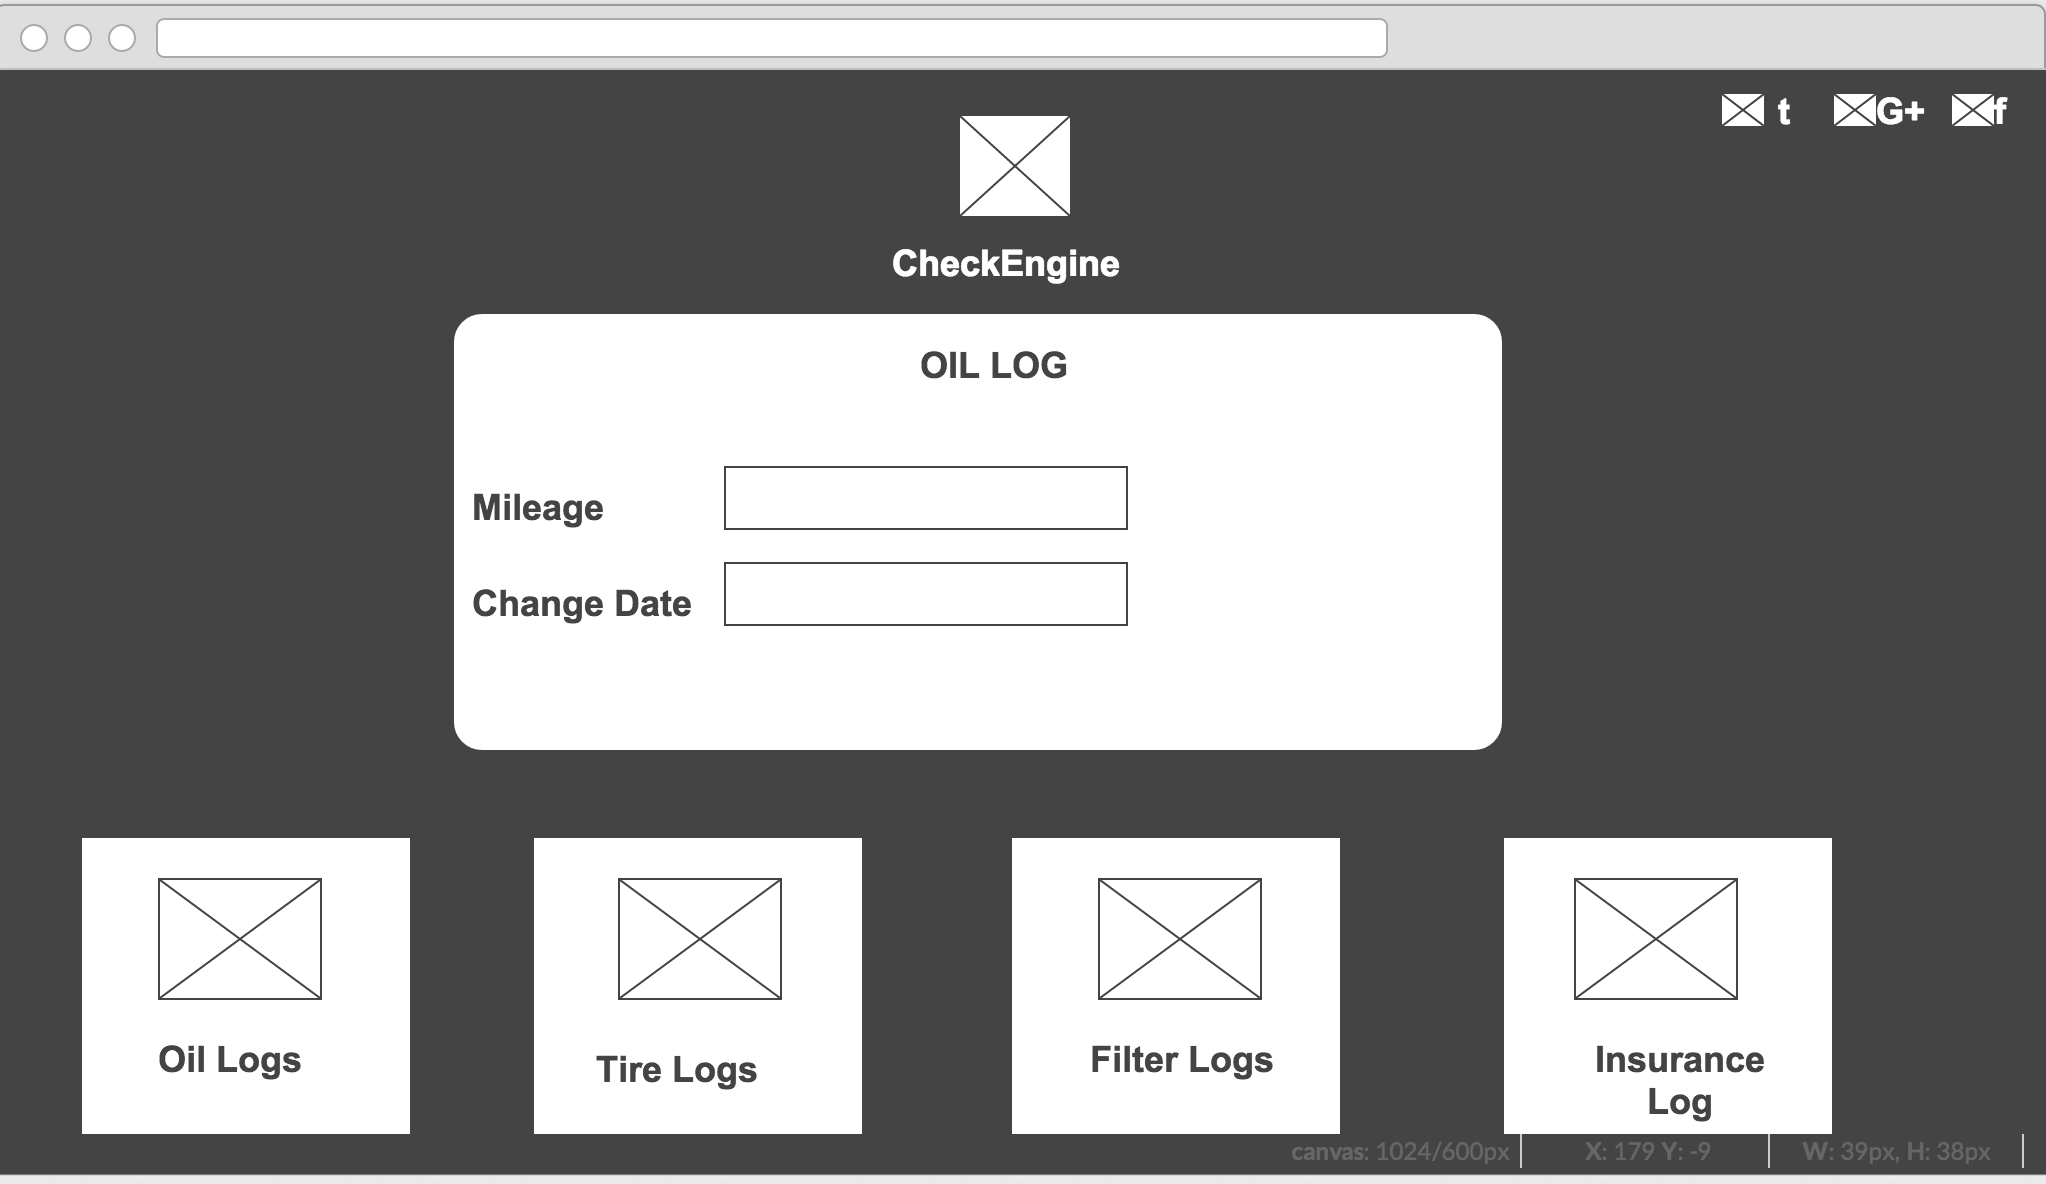 t G+ f
CheckEngine
OIL LOG
Mileage
Change Date
Oil Logs
Tire Logs
Filter Logs
Insurance
Log
canvas: 1024/600px X: 179 Y: -9 W: 39px, H: 38px